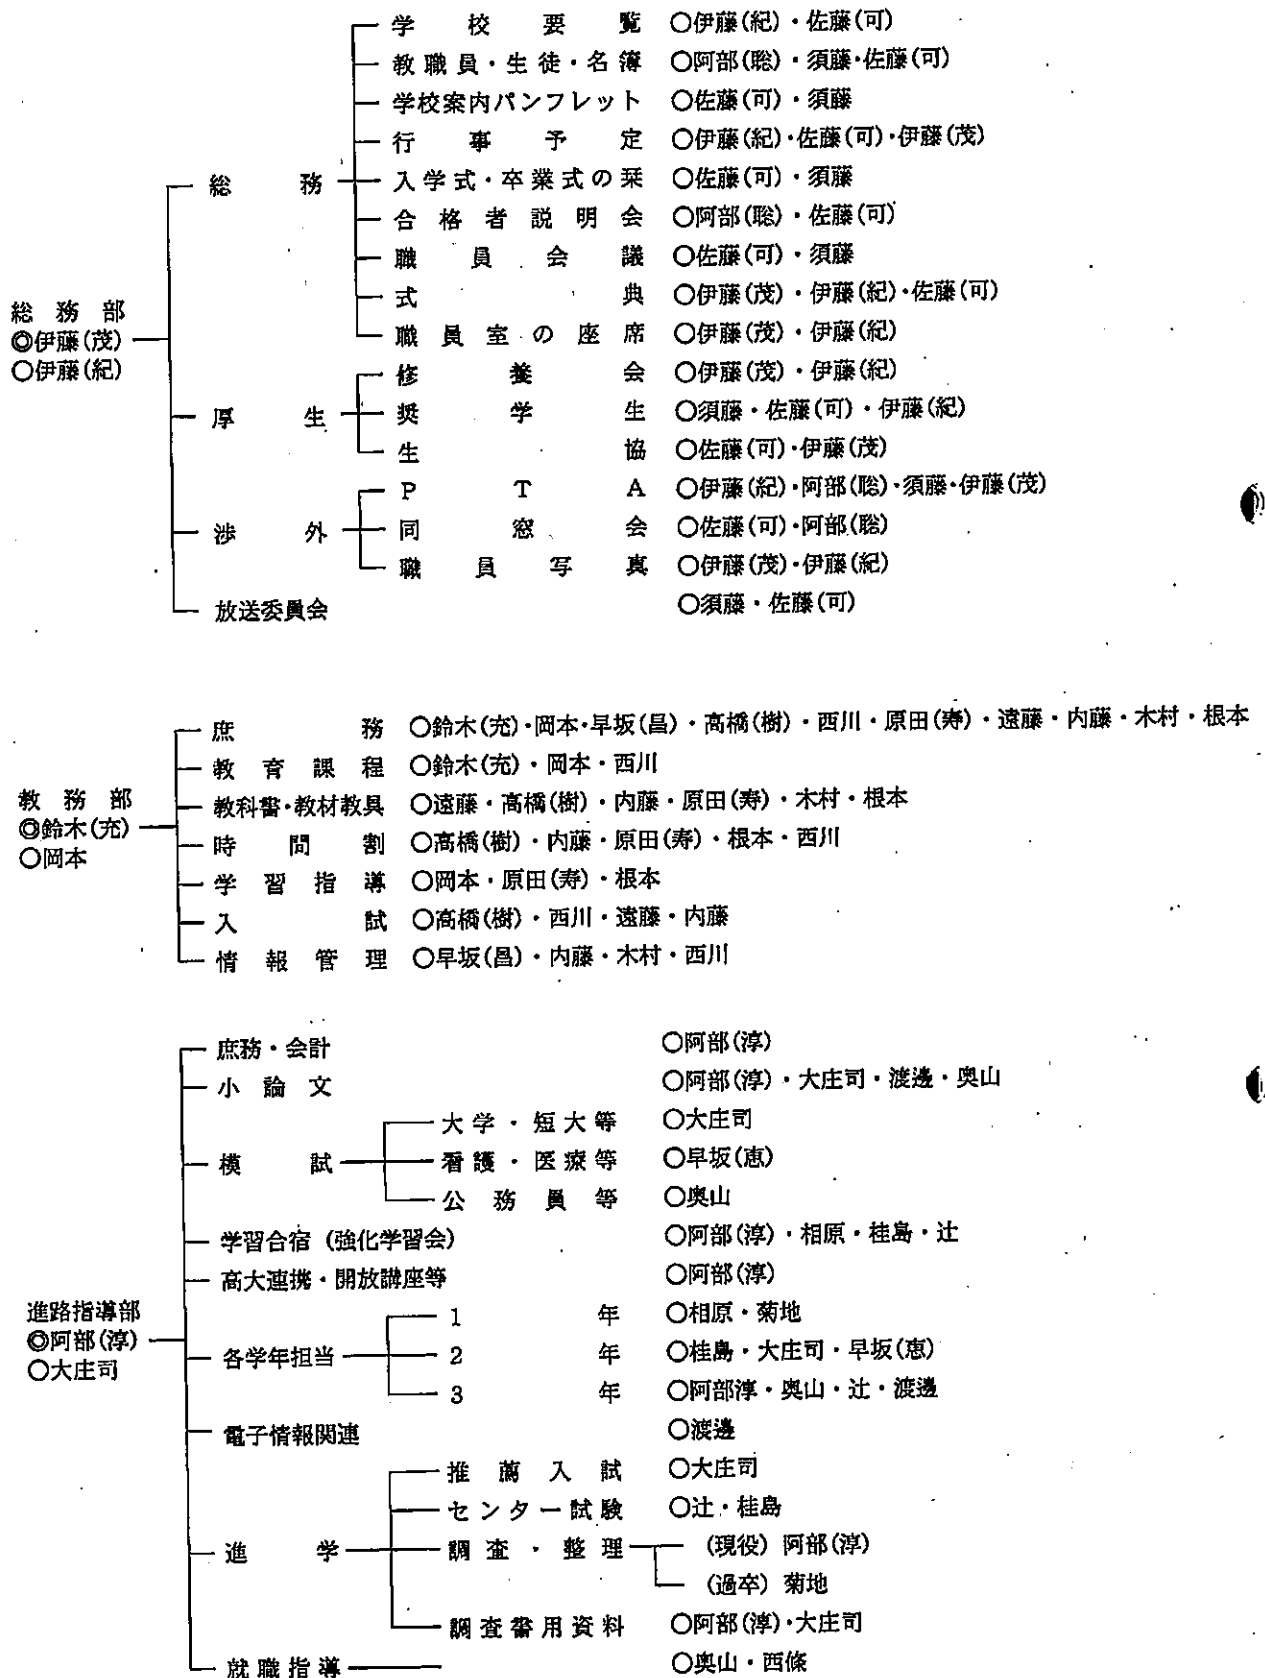 学校要覧 ○伊藤(紀)・佐藤(可)
教職員・生徒・名簿 ○阿部(聡)・須藤・佐藤(可)
学校案内パンフレット ○佐藤(可)・須藤
行事予定 ○伊藤(紀)・佐藤(可)・伊藤(茂)
総務 入学式・卒業式の栞 ○佐藤(可)・須藤
合格者説明会 ○阿部(聡)・佐藤(可)
職員会議 ○佐藤(可)・須藤
式典 ○伊藤(茂)・伊藤(紀)・佐藤(可)
総務部
◎伊藤(茂)
○伊藤(紀)
職員室の座席 ○伊藤(茂)・伊藤(紀)
修養会 ○伊藤(茂)・伊藤(紀)
厚生 奨学生 ○須藤・佐藤(可)・伊藤(紀)
生協 ○佐藤(可)・伊藤(茂)
PTA ○伊藤(紀)・阿部(聡)・須藤・伊藤(茂)
渉外 同窓会 ○佐藤(可)・阿部(聡)
職員写真 ○伊藤(茂)・伊藤(紀)
放送委員会 ○須藤・佐藤(可)
庶務 ○鈴木(充)・岡本・早坂(昌)・高橋(樹)・西川・原田(寿)・遠藤・内藤・木村・根本
教育課程 ○鈴木(充)・岡本・西川
教務部
◎鈴木(充)
○岡本
教科書・教材教具 ○遠藤・高橋(樹)・内藤・原田(寿)・木村・根本
時間割 ○高橋(樹)・内藤・原田(寿)・根本・西川
学習指導 ○岡本・原田(寿)・根本
入試 ○高橋(樹)・西川・遠藤・内藤
情報管理 ○早坂(昌)・内藤・木村・西川
庶務・会計 ○阿部(淳)
小論文 ○阿部(淳)・大庄司・渡邊・奥山
大学・短大等 ○大庄司
模試 看護・医療等 ○早坂(恵)
公務員等 ○奥山
学習合宿(強化学習会) ○阿部(淳)・相原・桂島・辻
高大連携・開放講座等 ○阿部(淳)
進路指導部
◎阿部(淳)
○大庄司
1年 ○相原・菊地
各学年担当 2年 ○桂島・大庄司・早坂(恵)
3年 ○阿部淳・奥山・辻・渡邊
電子情報関連 ○渡邊
推薦入試 ○大庄司
センター試験 ○辻・桂島
進学 調査・整理 (現役) 阿部(淳)
(過卒) 菊地
調査書用資料 ○阿部(淳)・大庄司
就職指導 ○奥山・西條